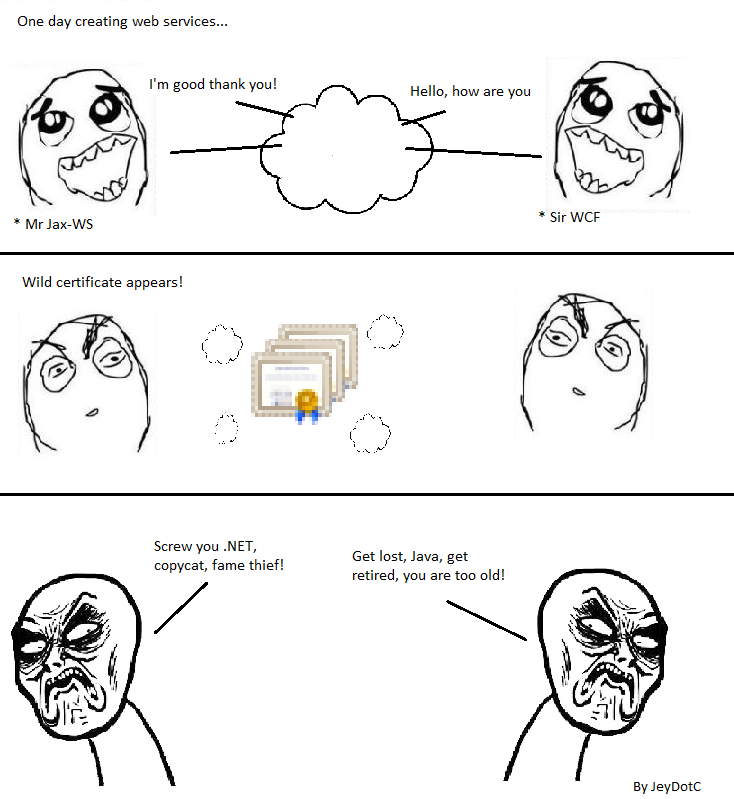 One day creating web services...
I'm good thank you!
Hello, how are you
* Mr Jax-WS
* Sir WCF
Wild certificate appears!
Screw you .NET,
copycat, fame thief!
Get lost, Java, get
retired, you are too old!
By JeyDotC